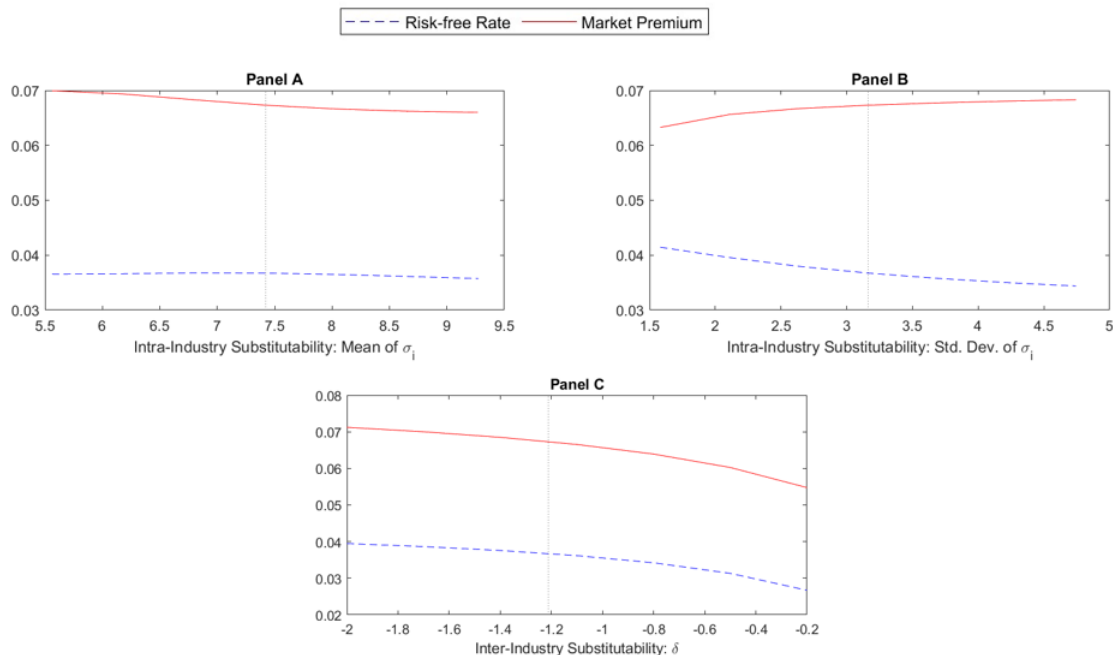 Risk-free Rate Market Premium
Panel A
0.07
0.06
0.05
0.04
0.03
5.5 6 6.5 7 7.5 8 8.5 9 9.5
Intra-Industry Substitutability: Mean of σi
Panel B
0.07
0.06
0.05
0.04
0.03
1.5 2 2.5 3 3.5 4 4.5 5
Intra-Industry Substitutability: Std. Dev. of σi
Panel C
0.08
0.07
0.06
0.05
0.04
0.03
0.02
-2 -1.8 -1.6 -1.4 -1.2 -1 -0.8 -0.6 -0.4 -0.2
Inter-Industry Substitutability: δ